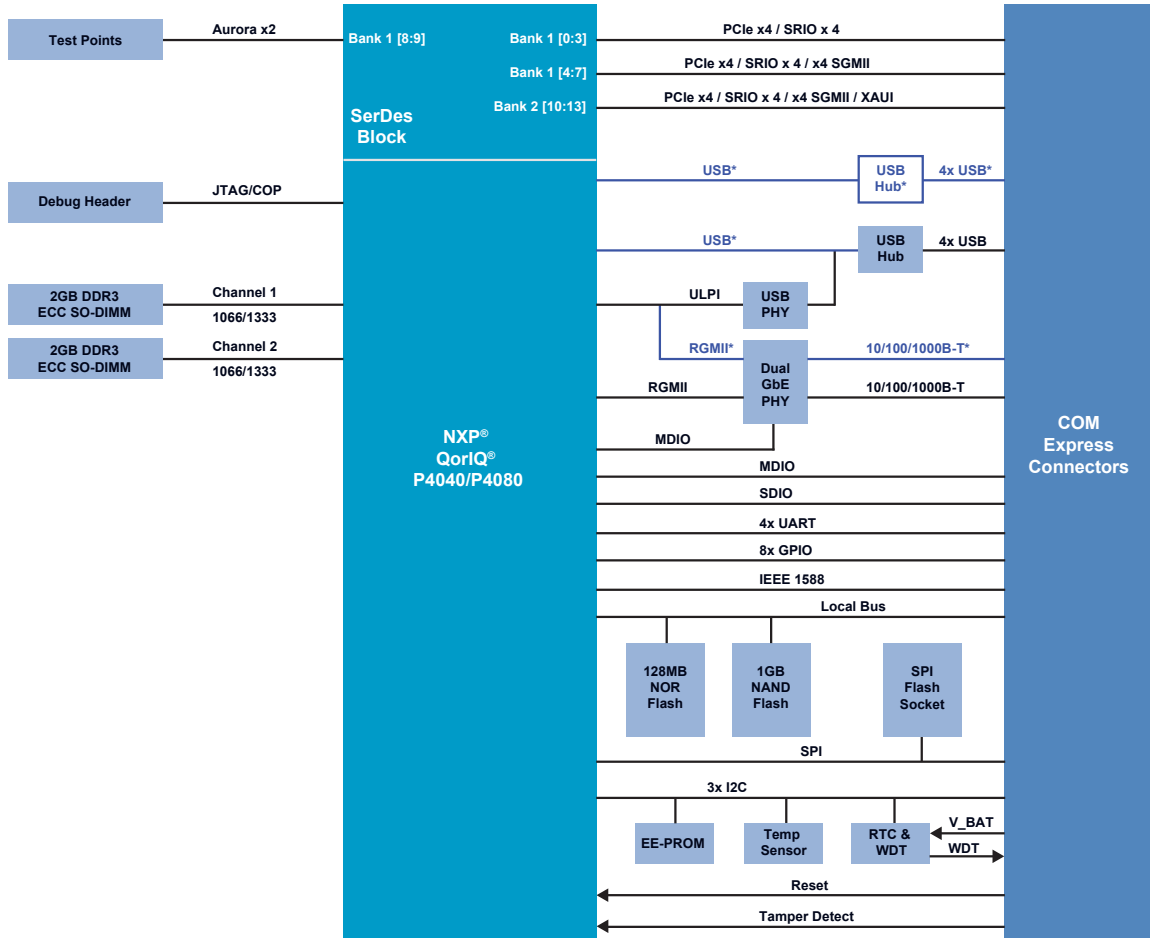 Test Points
Aurora x2
Bank 1 [8:9]
Bank 1 [0:3]
PCIe x4 / SRIO x 4
Bank 1 [4:7]
PCIe x4 / SRIO x 4 / x4 SGMII
Bank 2 [10:13]
PCIe x4 / SRIO x 4 / x4 SGMII / XAUI
SerDes
Block
USB*
USB
Hub*
4x USB*
Debug Header
JTAG/COP
USB*
USB
Hub
4x USB
2GB DDR3
ECC SO-DIMM
Channel 1
1066/1333
ULPI
USB
PHY
2GB DDR3
ECC SO-DIMM
Channel 2
1066/1333
RGMII*
10/100/1000B-T*
Dual
GbE
PHY
RGMII
10/100/1000B-T
MDIO
NXP®
QorIQ®
P4040/P4080
COM
Express
Connectors
MDIO
SDIO
4x UART
8x GPIO
IEEE 1588
Local Bus
128MB
NOR
Flash
1GB
NAND
Flash
SPI
Flash
Socket
SPI
3x I2C
EE-PROM
Temp
Sensor
RTC &
WDT
V_BAT
WDT
Reset
Tamper Detect